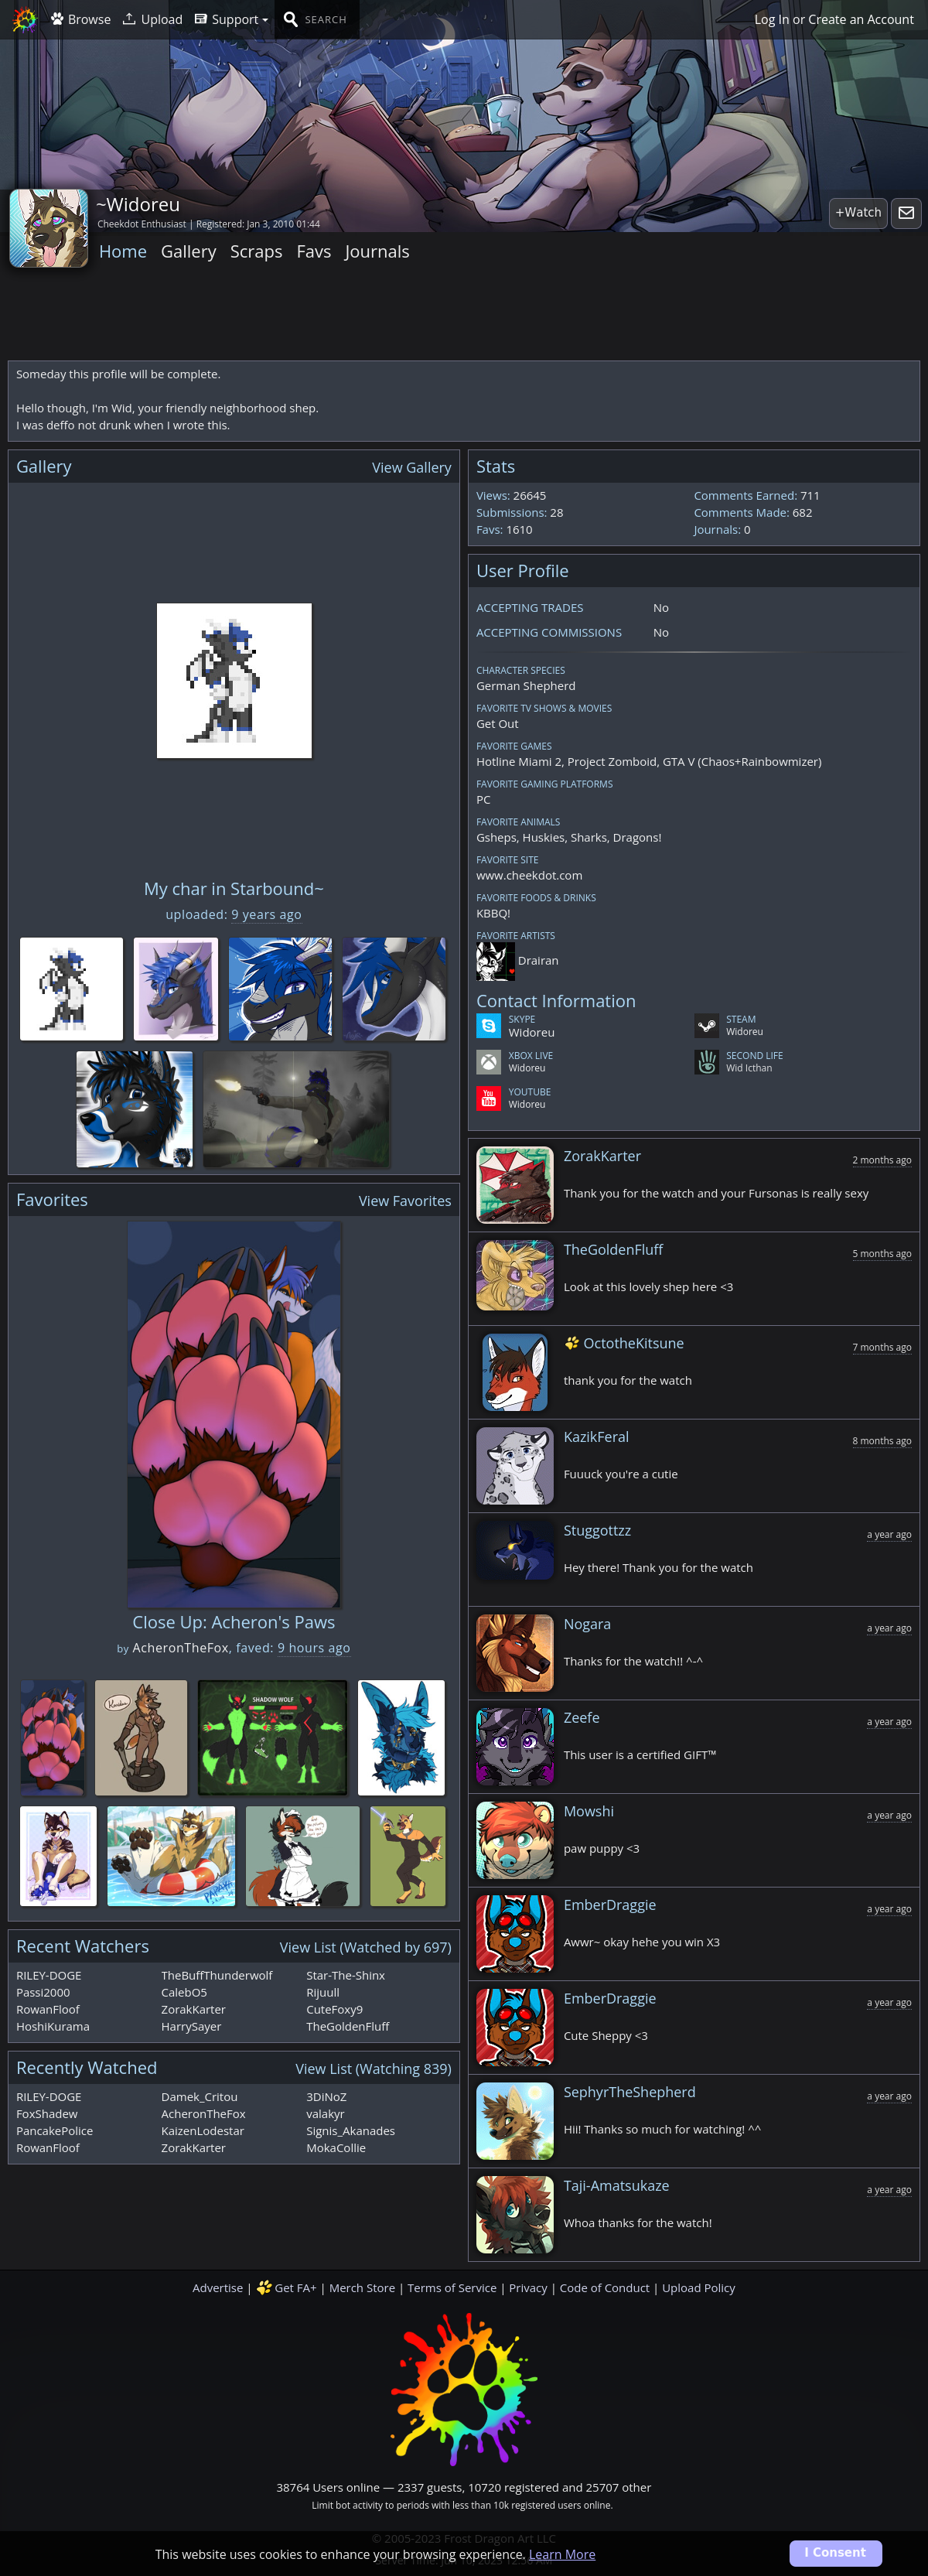 Browse Upload Support SEARCH Log In or Create an Account
~Widoreu
Cheekdot Enthusiast | Registered: Jan 3, 2010 01:44
+Watch
Home Gallery Scraps Favs Journals
Someday this profile will be complete.
Hello though, I'm Wid, your friendly neighborhood shep.
I was deffo not drunk when I wrote this.
Gallery View Gallery
My char in Starbound~
uploaded: 9 years ago
Favorites View Favorites
Close Up: Acheron's Paws
by AcheronTheFox, faved: 9 hours ago
SHADOW WOLF
Recent Watchers View List (Watched by 697)
RILEY-DOGE TheBuffThunderwolf Star-The-Shinx
Passi2000 CalebO5 Rijuull
RowanFloof ZorakKarter CuteFoxy9
HoshiKurama HarrySayer TheGoldenFluff
Recently Watched View List (Watching 839)
RILEY-DOGE Damek_Critou 3DiNoZ
FoxShadew AcheronTheFox valakyr
PancakePolice KaizenLodestar Signis_Akanades
RowanFloof ZorakKarter MokaCollie
Stats
Views: 26645 Comments Earned: 711
Submissions: 28 Comments Made: 682
Favs: 1610 Journals: 0
User Profile
ACCEPTING TRADES No
ACCEPTING COMMISSIONS No
CHARACTER SPECIES
German Shepherd
FAVORITE TV SHOWS & MOVIES
Get Out
FAVORITE GAMES
Hotline Miami 2, Project Zomboid, GTA V (Chaos+Rainbowmizer)
FAVORITE GAMING PLATFORMS
PC
FAVORITE ANIMALS
Gsheps, Huskies, Sharks, Dragons!
FAVORITE SITE
www.cheekdot.com
FAVORITE FOODS & DRINKS
KBBQ!
FAVORITE ARTISTS
Drairan
Contact Information
SKYPE STEAM
Widoreu Widoreu
XBOX LIVE SECOND LIFE
Widoreu Wid Icthan
YOUTUBE
Widoreu
ZorakKarter 2 months ago
Thank you for the watch and your Fursonas is really sexy
TheGoldenFluff 5 months ago
Look at this lovely shep here <3
OctotheKitsune 7 months ago
thank you for the watch
KazikFeral 8 months ago
Fuuuck you're a cutie
Stuggottzz a year ago
Hey there! Thank you for the watch
Nogara a year ago
Thanks for the watch!! ^-^
Zeefe a year ago
This user is a certified GIFT™
Mowshi a year ago
paw puppy <3
EmberDraggie a year ago
Awwr~ okay hehe you win X3
EmberDraggie a year ago
Cute Sheppy <3
SephyrTheShepherd a year ago
Hii! Thanks so much for watching! ^^
Taji-Amatsukaze a year ago
Whoa thanks for the watch!
Advertise | Get FA+ | Merch Store | Terms of Service | Privacy | Code of Conduct | Upload Policy
38764 Users online — 2337 guests, 10720 registered and 25707 other
Limit bot activity to periods with less than 10k registered users online.
© 2005-2023 Frost Dragon Art LLC
This website uses cookies to enhance your browsing experience. Learn More
I Consent